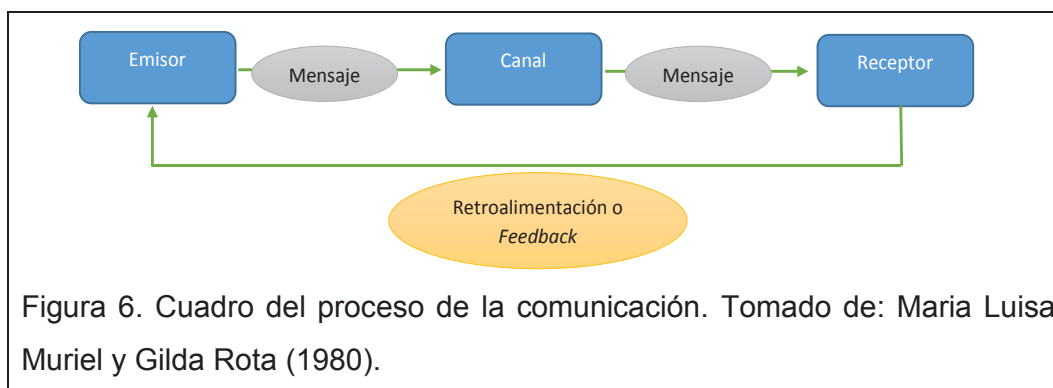 Emisor
Mensaje
Canal
Mensaje
Receptor
Retroalimentación o
Feedback
Figura 6. Cuadro del proceso de la comunicación. Tomado de: Maria Luisa
Muriel y Gilda Rota (1980).